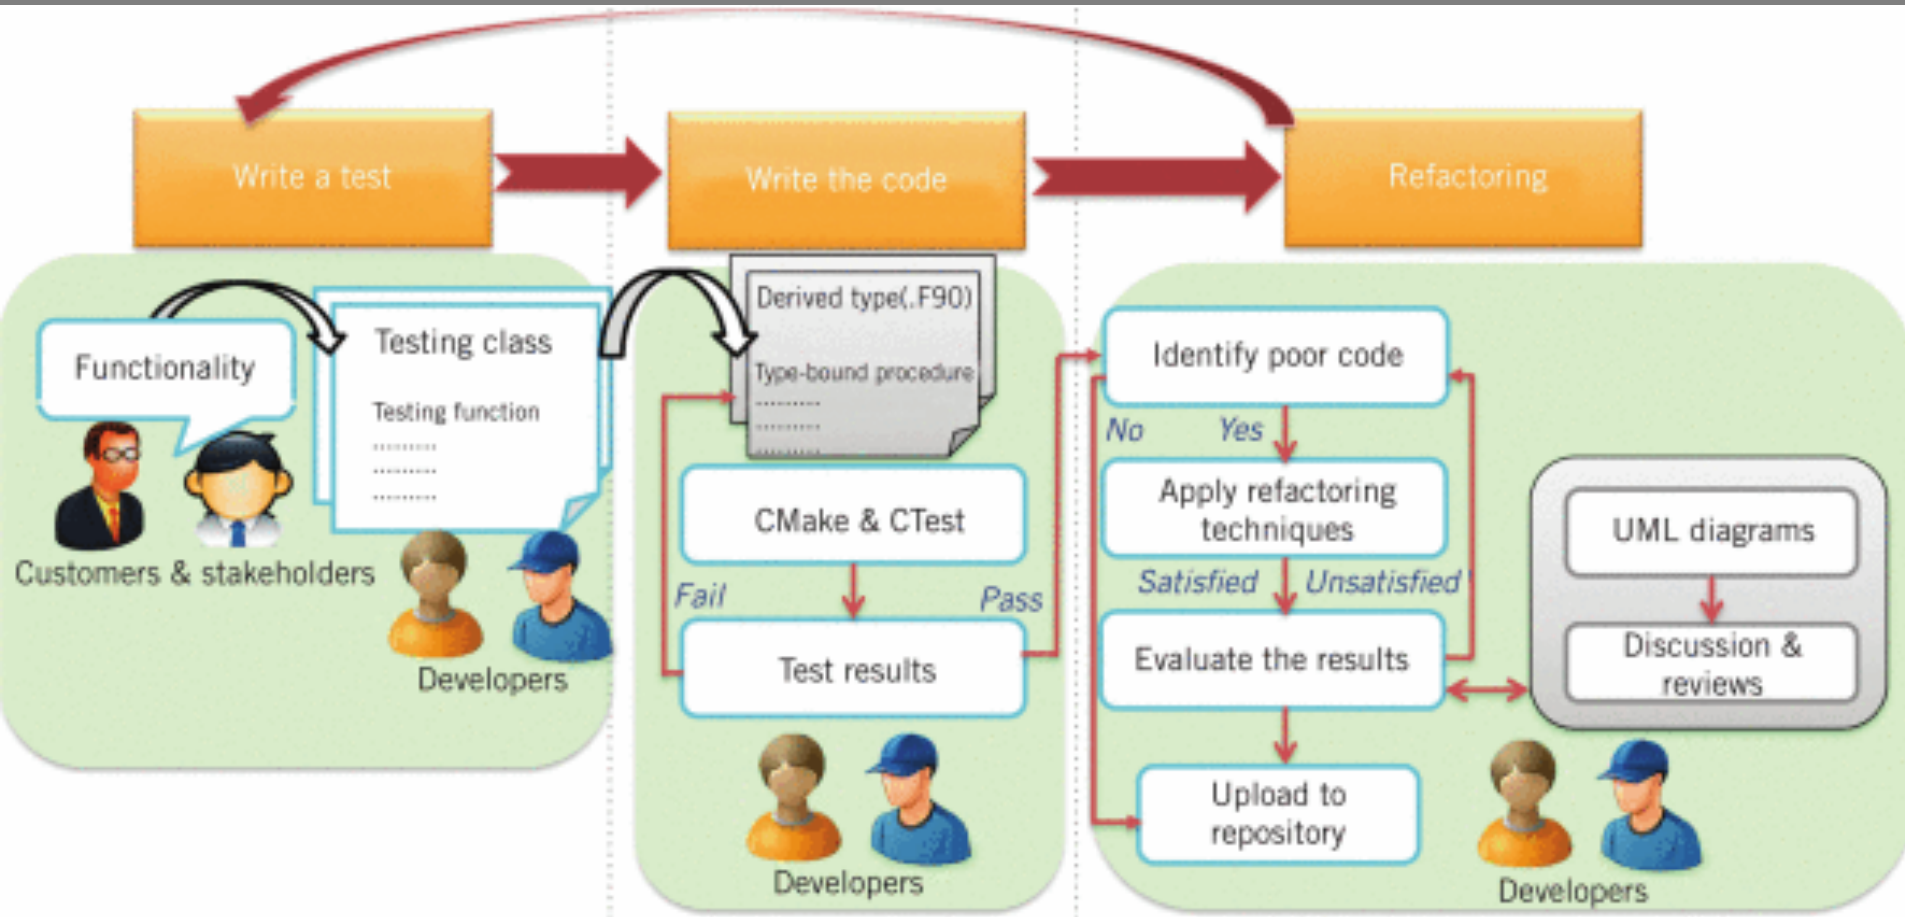 Write a test
Write the code
Refactoring
Functionality
Testing class
Testing function
.........
.........
.........
Customers & stakeholders
Developers
Derived type(.F90)
Type-bound procedure
.........
.........
.........
CMake & CTest
Fail
Pass
Test results
Developers
Identify poor code
No
Yes
Apply refactoring
techniques
Satisfied
Unsatisfied
Evaluate the results
Upload to
repository
UML diagrams
Discussion &
reviews
Developers